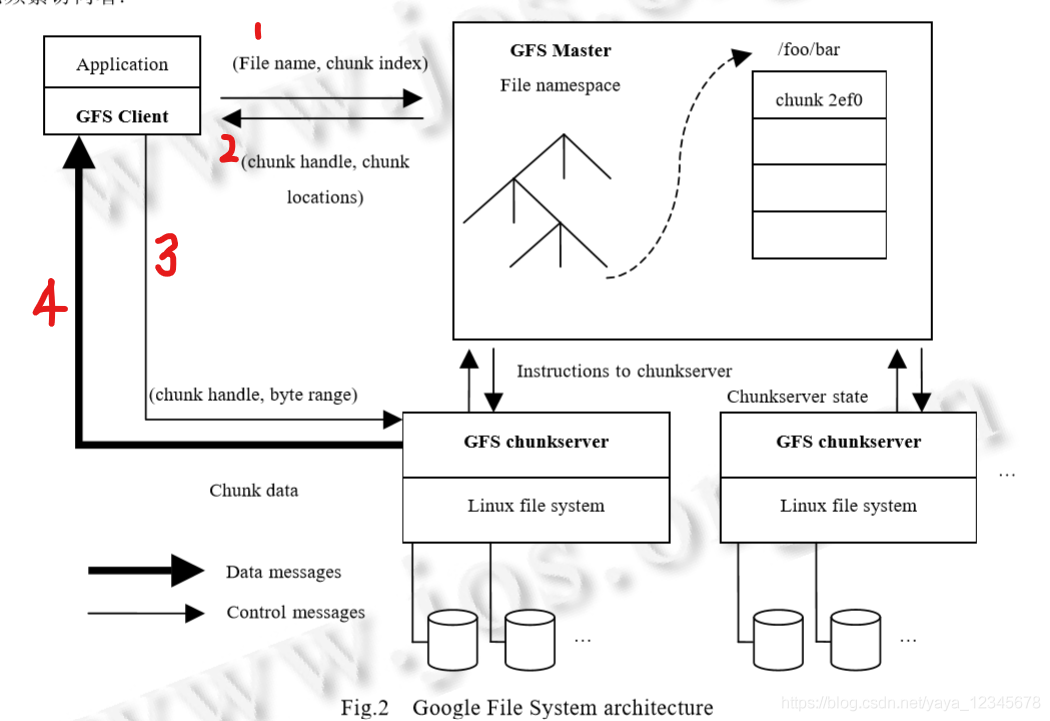 1
(File name, chunk index)
Application
GFS Client
2
(chunk handle, chunk
locations)
3
4
(chunk handle, byte range)
Chunk data
GFS Master
File namespace
/foo/bar
chunk 2ef0
Instructions to chunkserver
Chunkserver state
GFS chunkserver
Linux file system
...
GFS chunkserver
Linux file system
...
...
Data messages
Control messages
Fig.2 Google File System architecture
https://blog.csdn.net/yaya_12345678